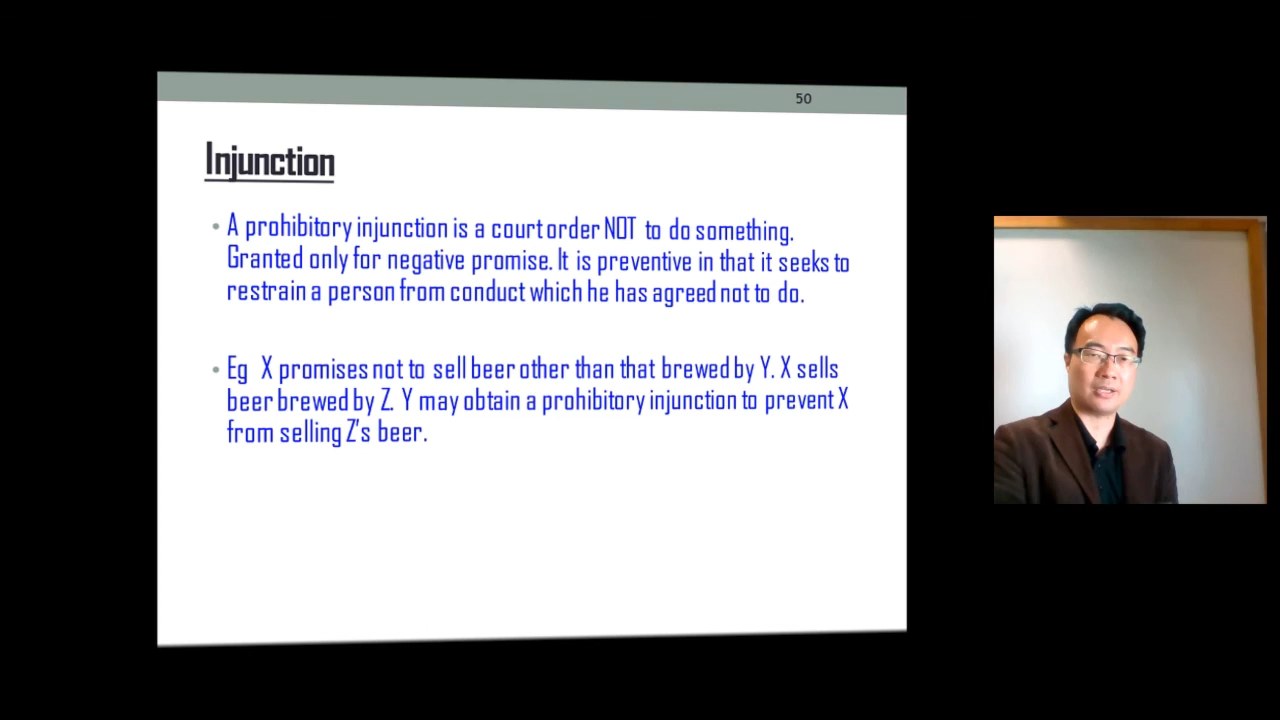 50
Injunction
• A prohibitory injunction is a court order NOT to do something.
Granted only for negative promise. It is preventive in that it seeks to
restrain a person from conduct which he has agreed not to do.
• Eg X promises not to sell beer other than that brewed by Y. X sells
beer brewed by Z. Y may obtain a prohibitory injunction to prevent X
from selling Z's beer.